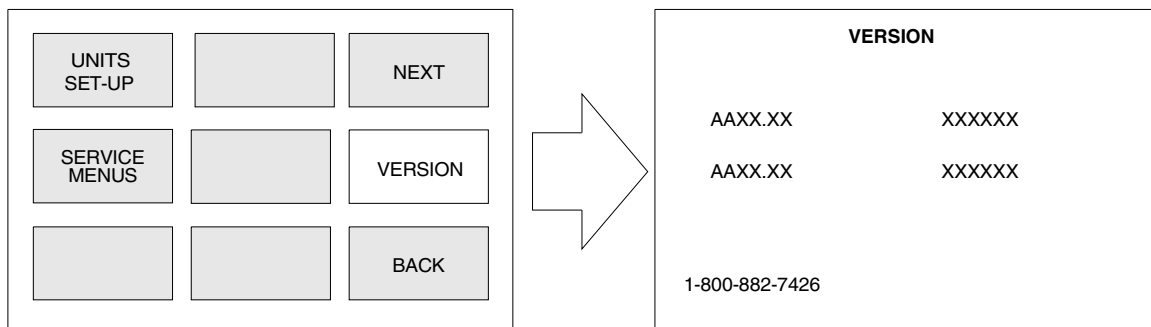 UNITS
SET-UP
NEXT
SERVICE
MENUS
VERSION
BACK
VERSION
AAXX.XX XXXXXX
AAXX.XX XXXXXX
1-800-882-7426